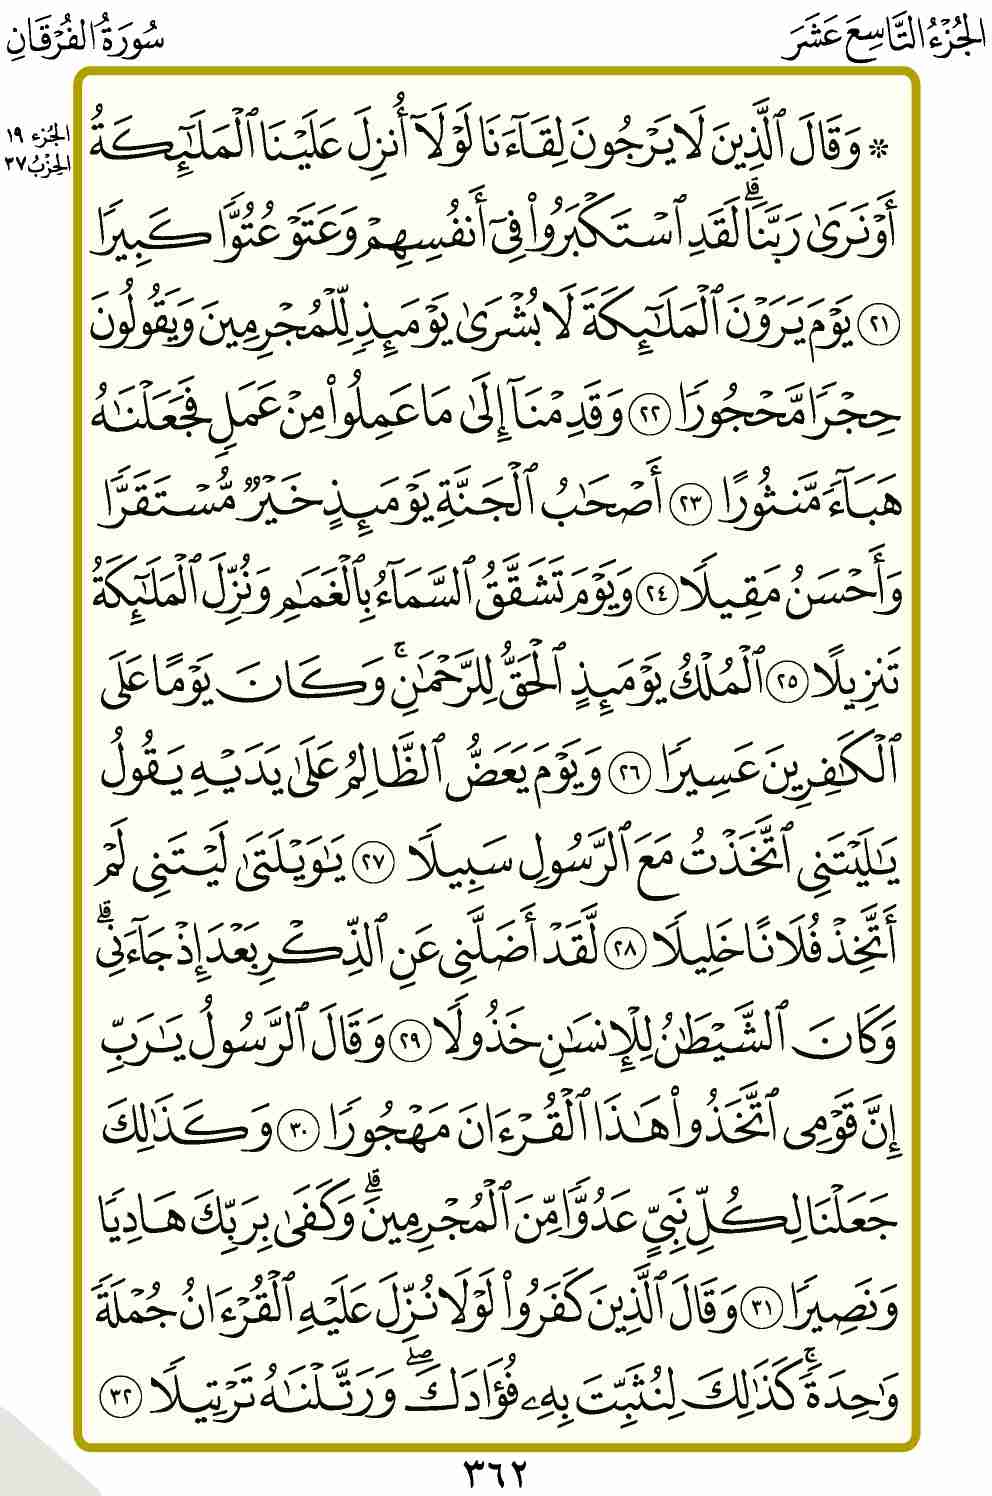 الجُزْءُ التَّاسِعَ عَشَرَ
سُورَةُ الفُرْقَانِ
الجُزء ١٩
الحِزْبُ ٣٧
۞ وَقَالَ ٱلَّذِينَ لَا يَرْجُونَ لِقَآءَنَا لَوْلَآ أُنزِلَ عَلَيْنَا ٱلْمَلَـٰٓئِكَةُ
أَوْ نَرَىٰ رَبَّنَا ۗ لَقَدِ ٱسْتَكْبَرُوا۟ فِىٓ أَنفُسِهِمْ وَعَتَوْ عُتُوًّا كَبِيرًا
٢١ يَوْمَ يَرَوْنَ ٱلْمَلَـٰٓئِكَةَ لَا بُشْرَىٰ يَوْمَئِذٍ لِّلْمُجْرِمِينَ وَيَقُولُونَ
حِجْرًا مَّحْجُورًا ٢٢ وَقَدِمْنَآ إِلَىٰ مَا عَمِلُوا۟ مِنْ عَمَلٍ فَجَعَلْنَـٰهُ
هَبَآءً مَّنثُورًا ٢٣ أَصْحَـٰبُ ٱلْجَنَّةِ يَوْمَئِذٍ خَيْرٌ مُّسْتَقَرًّا
وَأَحْسَنُ مَقِيلًا ٢٤ وَيَوْمَ تَشَقَّقُ ٱلسَّمَآءُ بِٱلْغَمَـٰمِ وَنُزِّلَ ٱلْمَلَـٰٓئِكَةُ
تَنزِيلًا ٢٥ ٱلْمُلْكُ يَوْمَئِذٍ ٱلْحَقُّ لِلرَّحْمَـٰنِ ۚ وَكَانَ يَوْمًا عَلَى
ٱلْكَـٰفِرِينَ عَسِيرًا ٢٦ وَيَوْمَ يَعَضُّ ٱلظَّالِمُ عَلَىٰ يَدَيْهِ يَقُولُ
يَـٰلَيْتَنِى ٱتَّخَذْتُ مَعَ ٱلرَّسُولِ سَبِيلًا ٢٧ يَـٰوَيْلَتَىٰ لَيْتَنِى لَمْ
أَتَّخِذْ فُلَانًا خَلِيلًا ٢٨ لَّقَدْ أَضَلَّنِى عَنِ ٱلذِّكْرِ بَعْدَ إِذْ جَآءَنِى ۗ
وَكَانَ ٱلشَّيْطَـٰنُ لِلْإِنسَـٰنِ خَذُولًا ٢٩ وَقَالَ ٱلرَّسُولُ يَـٰرَبِّ
إِنَّ قَوْمِى ٱتَّخَذُوا۟ هَـٰذَا ٱلْقُرْءَانَ مَهْجُورًا ٣٠ وَكَذَٰلِكَ
جَعَلْنَا لِكُلِّ نَبِىٍّ عَدُوًّا مِّنَ ٱلْمُجْرِمِينَ ۗ وَكَفَىٰ بِرَبِّكَ هَادِيًا
وَنَصِيرًا ٣١ وَقَالَ ٱلَّذِينَ كَفَرُوا۟ لَوْلَا نُزِّلَ عَلَيْهِ ٱلْقُرْءَانُ جُمْلَةً
وَٰحِدَةً ۚ كَذَٰلِكَ لِنُثَبِّتَ بِهِۦ فُؤَادَكَ ۖ وَرَتَّلْنَـٰهُ تَرْتِيلًا ٣٢
٣٦٢